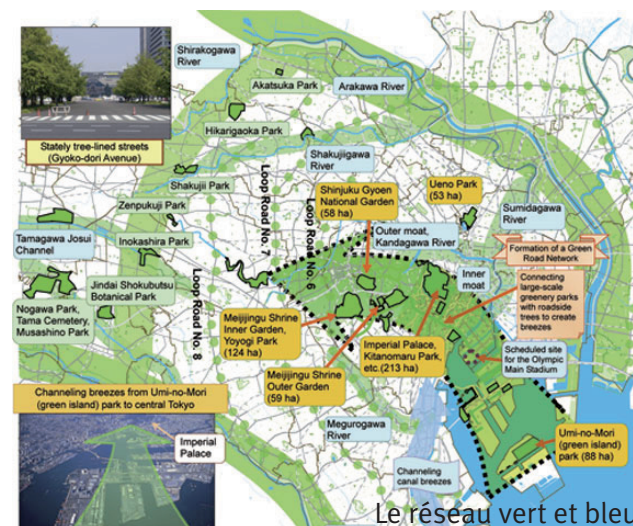 Stately tree-lined streets
(Gyoko-dori Avenue)
Shirakogawa
River
Akatsuka Park
Arakawa River
Hikarigaoka Park
Shakujiigawa
River
Shakujii Park
Zenpukuji Park
Tamagawa Josui
Channel
Inokashira Park
Nogawa Park,
Tama Cemetery,
Musashino Park
Jindai Shokubutsu
Botanical Park
Loop Road No. 8
Loop Road No. 7
Loop Road No. 6
Shinjuku Gyoen
National Garden
(58 ha)
Ueno Park
(53 ha)
Outer moat,
Kandagawa River
Sumidagawa
River
Inner
moat
Formation of a Green
Road Network
Connecting
large-scale
greenery parks
with roadside
trees to create
breezes
Meijijingu Shrine
Inner Garden,
Yoyogi Park
(124 ha)
Meijijingu Shrine
Outer Garden
(59 ha)
Imperial Palace,
Kitanomaru Park,
etc.(213 ha)
Scheduled site
for the Olympic
Main Stadium
Megurogawa
River
Channeling
canal breezes
Umi-no-Mori
(green island)
park (88 ha)
Channeling breezes from Umi-no-Mori
(green island) park to central Tokyo
Imperial
Palace
Le réseau vert et bleu